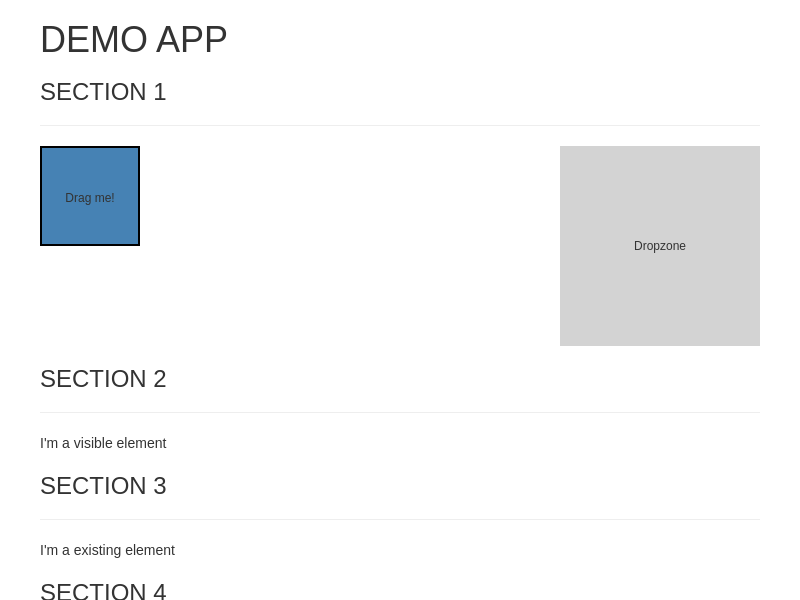 DEMO APP
SECTION 1
Drag me!
Dropzone
SECTION 2
I'm a visible element
SECTION 3
I'm a existing element
SECTION 4